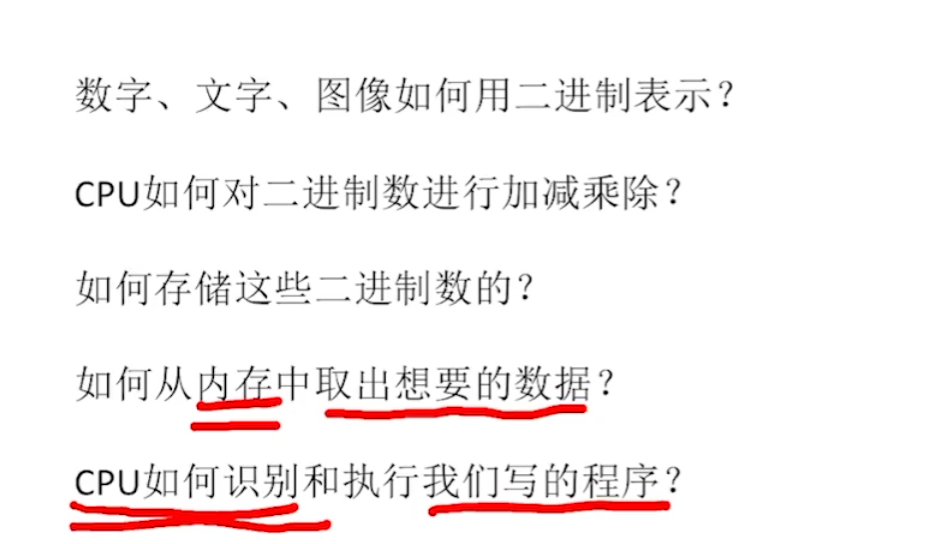 数字、文字、图像如何用二进制表示？
CPU如何对二进制数进行加减乘除？
如何存储这些二进制数的？
如何从内存中取出想要的数据？
CPU如何识别和执行我们写的程序？